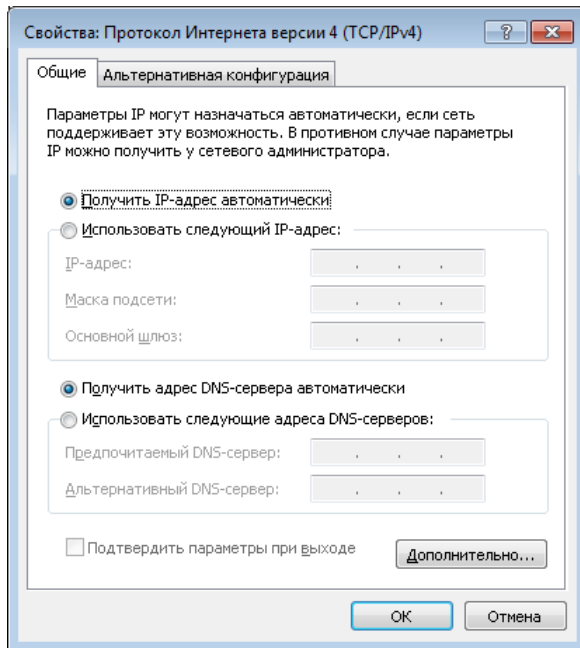 Свойства: Протокол Интернета версии 4 (TCP/IPv4)
Общие
Альтернативная конфигурация
Параметры IP могут назначаться автоматически, если сеть
поддерживает эту возможность. В противном случае параметры
IP можно получить у сетевого администратора.
Получить IP-адрес автоматически
Использовать следующий IP-адрес:
IP-адрес:
Маска подсети:
Основной шлюз:
Получить адрес DNS-сервера автоматически
Использовать следующие адреса DNS-серверов:
Предпочитаемый DNS-сервер:
Альтернативный DNS-сервер:
Подтвердить параметры при выходе
Дополнительно...
ОК
Отмена